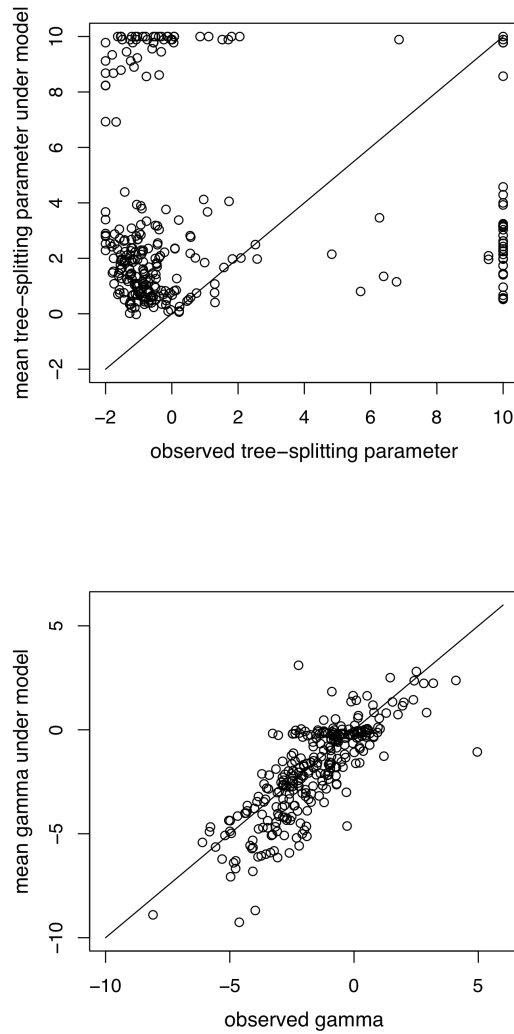 mean tree−splitting parameter under model
10
8
6
4
2
0
−2
−2 0 2 4 6 8 10
observed tree−splitting parameter
mean gamma under model
5
0
−5
−10
−10 −5 0 5
observed gamma